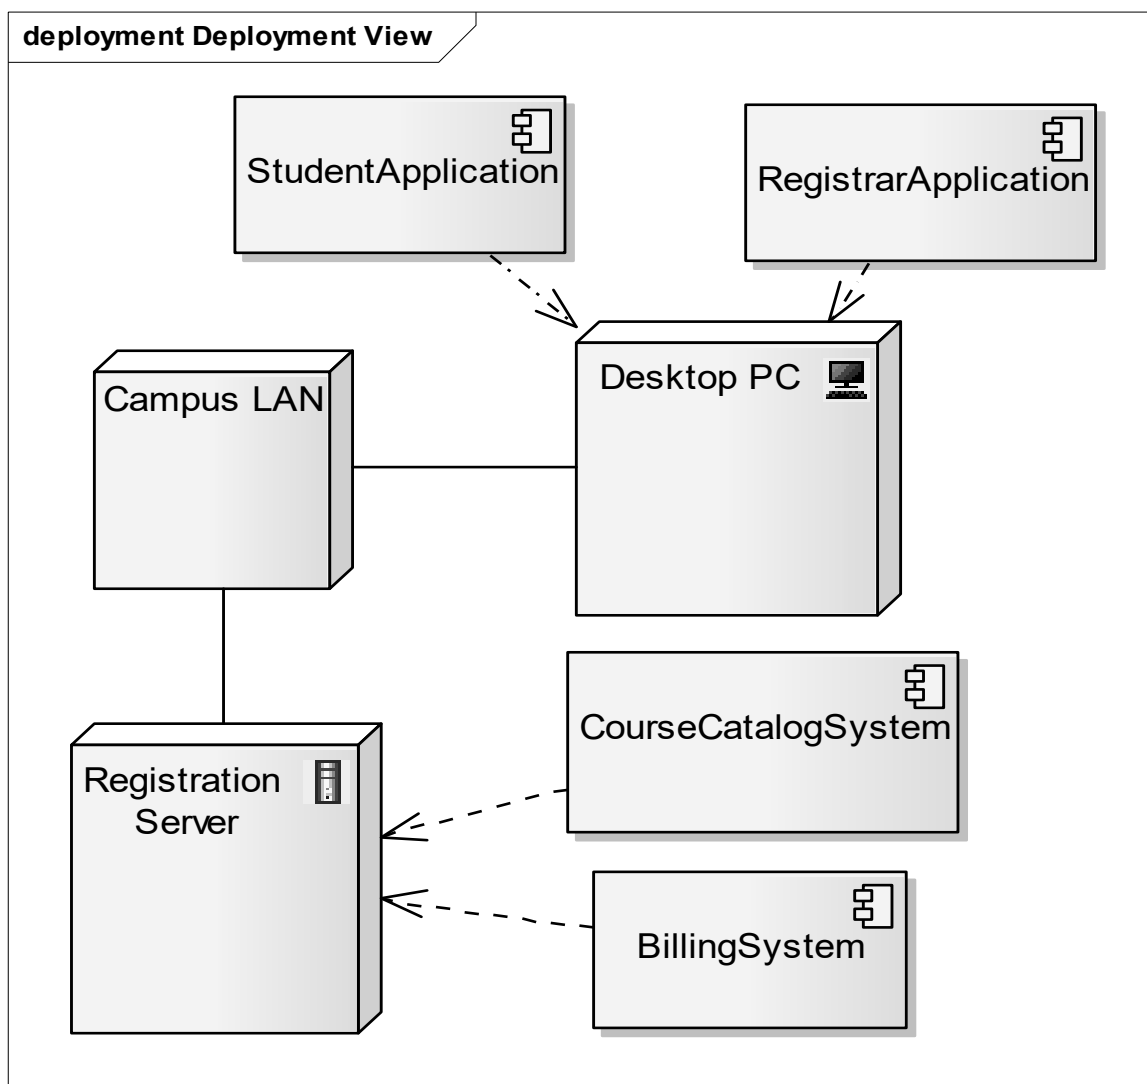 deployment Deployment View
StudentApplication
RegistrarApplication
Desktop PC
Campus LAN
CourseCatalogSystem
Registration
Server
BillingSystem